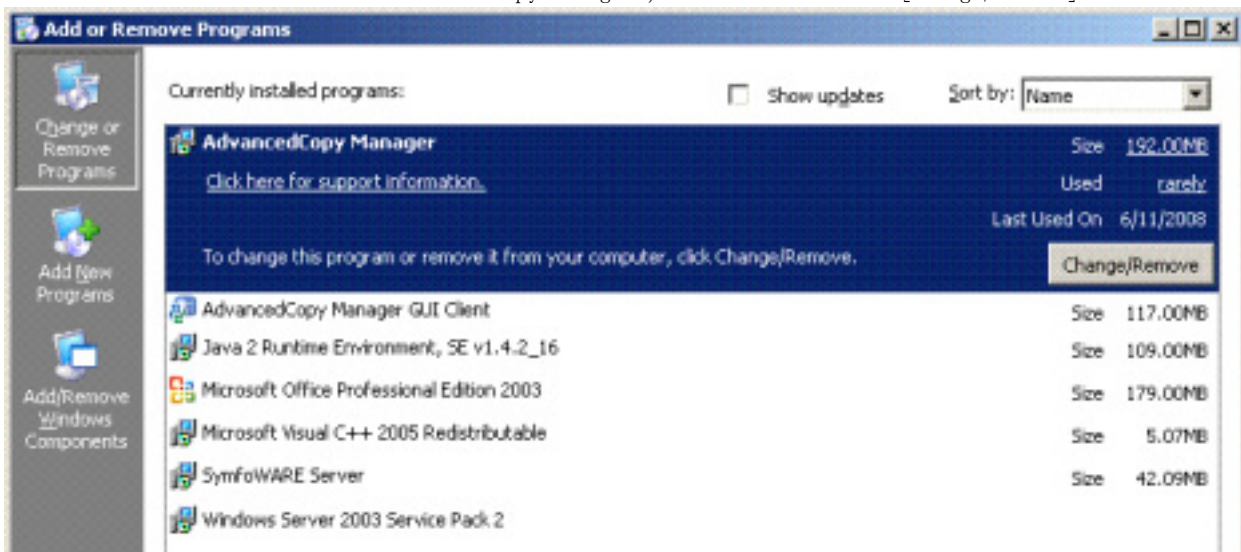 Add or Remove Programs
Change or
Remove
Programs
Add New
Programs
Add/Remove
Windows
Components
Currently installed programs:
Show updates
Sort by: Name
AdvancedCopy Manager Size 192.00MB
Click here for support information. Used rarely
Last Used On 6/11/2008
To change this program or remove it from your computer, click Change/Remove. Change/Remove
AdvancedCopy Manager GUI Client Size 117.00MB
Java 2 Runtime Environment, SE v1.4.2_16 Size 109.00MB
Microsoft Office Professional Edition 2003 Size 179.00MB
Microsoft Visual C++ 2005 Redistributable Size 5.07MB
SymfoWARE Server Size 42.09MB
Windows Server 2003 Service Pack 2